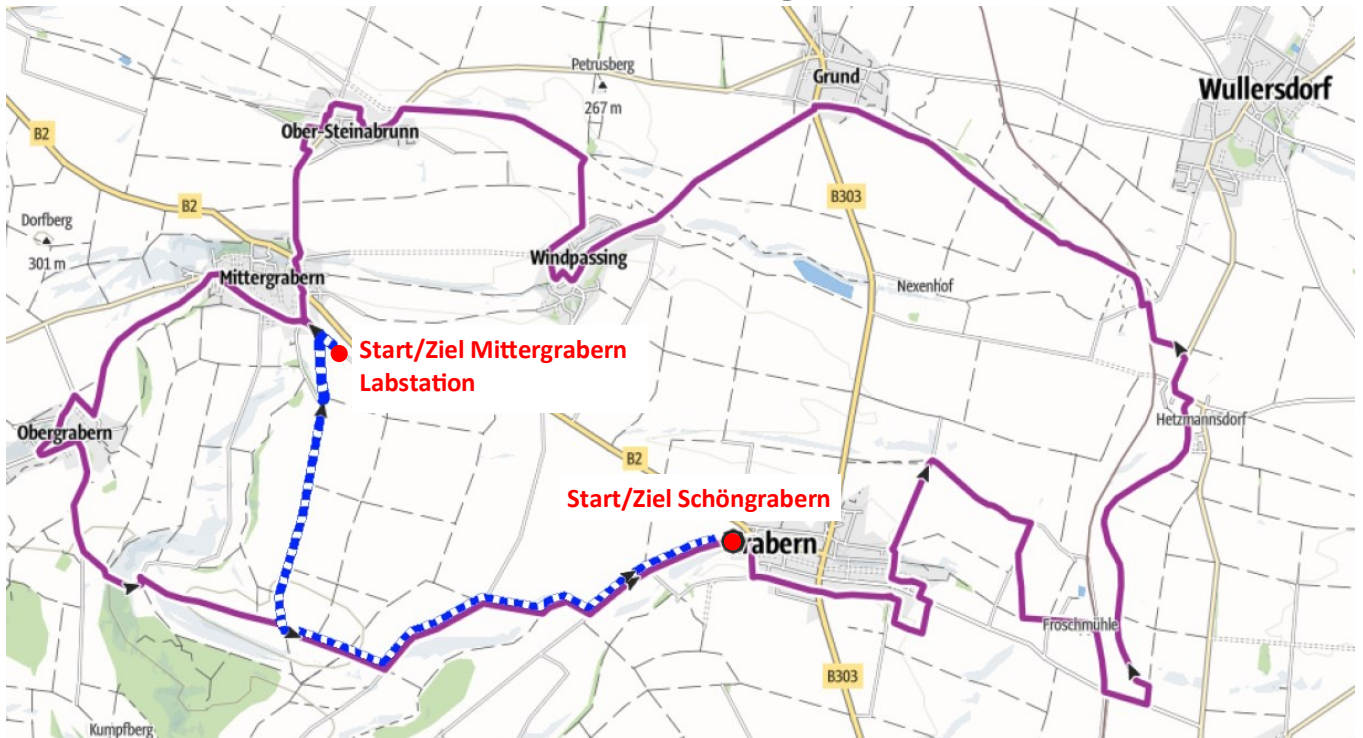 Petrusberg
267 m
Grund
Wullersdorf
B2
Ober-Steinabrunn
B2
B303
Dorfberg
301 m
Mittergrabern
Windpassing
Nexenhof
Start/Ziel Mittergrabern
Labstation
Obergrabern
Hetzmannsdorf
B2
Start/Ziel Schöngrabern
rabern
Froschmühle
B303
Kumpfberg